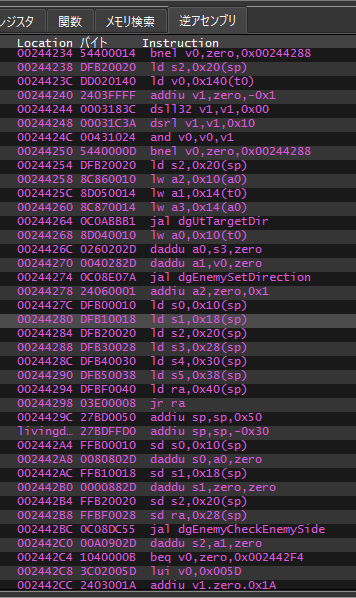 ンジスタ 関数 メモリ検索 逆アセンブリ
Location バイト Instruction
00244234 54400014 bnel v0,zero,0x00244288
00244238 DFB20020 ld s2,0x20(sp)
0024423C DD020140 ld v0,0x140(t0)
00244240 2403FFFF addiu v1,zero,-0x1
00244244 0003183C dsll32 v1,v1,0x00
00244248 00031C3A dsrl v1,v1,0x10
0024424C 00431024 and v0,v0,v1
00244250 5440000D bnel v0,zero,0x00244288
00244254 DFB20020 ld s2,0x20(sp)
00244258 8C860010 lw a2,0x10(a0)
0024425C 8D050014 lw a1,0x14(t0)
00244260 8C870014 lw a3,0x14(a0)
00244264 0C0ABBB1 jal dgUtTargetDir
00244268 8D040010 lw a0,0x10(t0)
0024426C 0260202D daddu a0,s3,zero
00244270 0040282D daddu a1,v0,zero
00244274 0C08E07A jal dgEnemySetDirection
00244278 24060001 addiu a2,zero,0x1
0024427C DFB00010 ld s0,0x10(sp)
00244280 DFB10018 ld s1,0x18(sp)
00244284 DFB20020 ld s2,0x20(sp)
00244288 DFB30028 ld s3,0x28(sp)
0024428C DFB40030 ld s4,0x30(sp)
00244290 DFB50038 ld s5,0x38(sp)
00244294 DFBF0040 ld ra,0x40(sp)
00244298 03E00008 jr ra
0024429C 27BD0050 addiu sp,sp,0x50
livingd… 27BDFFD0 addiu sp,sp,-0x30
002442A4 FFB00010 sd s0,0x10(sp)
002442A8 0080802D daddu s0,a0,zero
002442AC FFB10018 sd s1,0x18(sp)
002442B0 0000882D daddu s1,zero,zero
002442B4 FFB20020 sd s2,0x20(sp)
002442B8 FFBF0028 sd ra,0x28(sp)
002442BC 0C08DC55 jal dgEnemyCheckEnemySide
002442C0 00A0902D daddu s2,a1,zero
002442C4 1040000B beq v0,zero,0x002442F4
002442C8 3C02005D lui v0,0x005D
002442CC 2403001A addiu v1,zero,0x1A